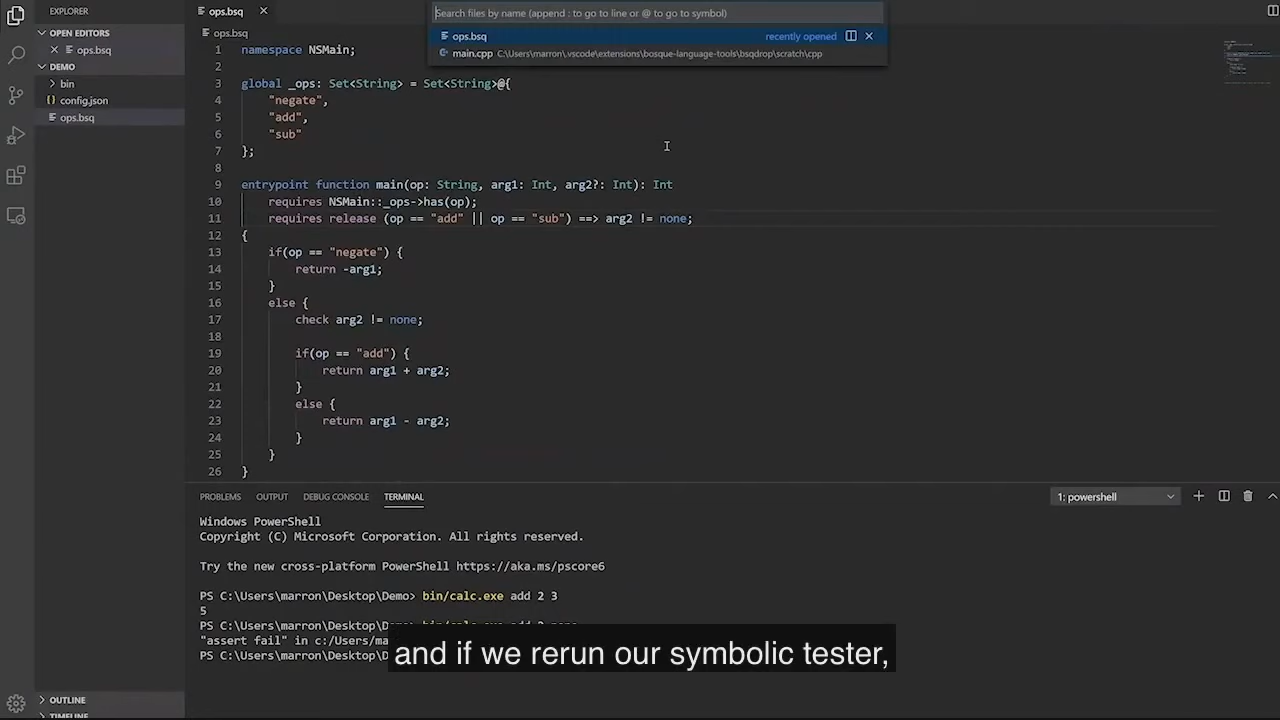 EXPLORER
OPEN EDITORS
ops.bsq
DEMO
bin
config.json
ops.bsq
OUTLINE
TIMELINE
ops.bsq
ops.bsq
Search files by name (append : to go to line or @ to go to symbol)
ops.bsq recently opened
main.cpp C:\Users\marron\.vscode\extensions\bosque-language-tools\bsqdrop\scratch\cpp
1 namespace NSMain;
2
3 global _ops: Set<String> = Set<String>@{
4 "negate",
5 "add",
6 "sub"
7 };
8
9 entrypoint function main(op: String, arg1: Int, arg2?: Int): Int
10 requires NSMain::_ops->has(op);
11 requires release (op == "add" || op == "sub") ==> arg2 != none;
12 {
13 if(op == "negate") {
14 return -arg1;
15 }
16 else {
17 check arg2 != none;
18
19 if(op == "add") {
20 return arg1 + arg2;
21 }
22 else {
23 return arg1 - arg2;
24 }
25 }
26 }
PROBLEMS OUTPUT DEBUG CONSOLE TERMINAL 1: powershell
Windows PowerShell
Copyright (C) Microsoft Corporation. All rights reserved.
Try the new cross-platform PowerShell https://aka.ms/pscore6
PS C:\Users\marron\Desktop\Demo> bin/calc.exe add 2 3
5
PS C:\Users\marron\Desktop\Demo> bin/calc.exe add 2 none
"assert fail" in c:/Users/ma
PS C:\Users\marron\Desktop\D
and if we rerun our symbolic tester,